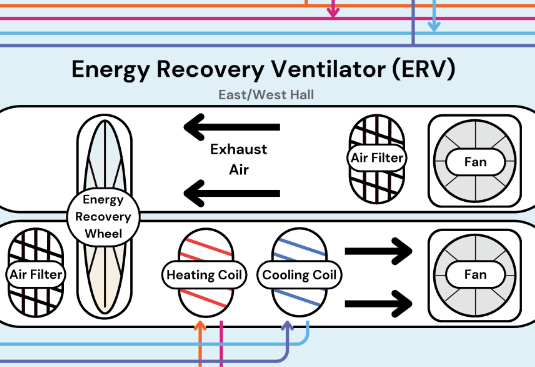 Energy Recovery Ventilator (ERV)
East/West Hall
Exhaust
Air
Air Filter
Fan
Energy
Recovery
Wheel
Air Filter
Heating Coil
Cooling Coil
Fan